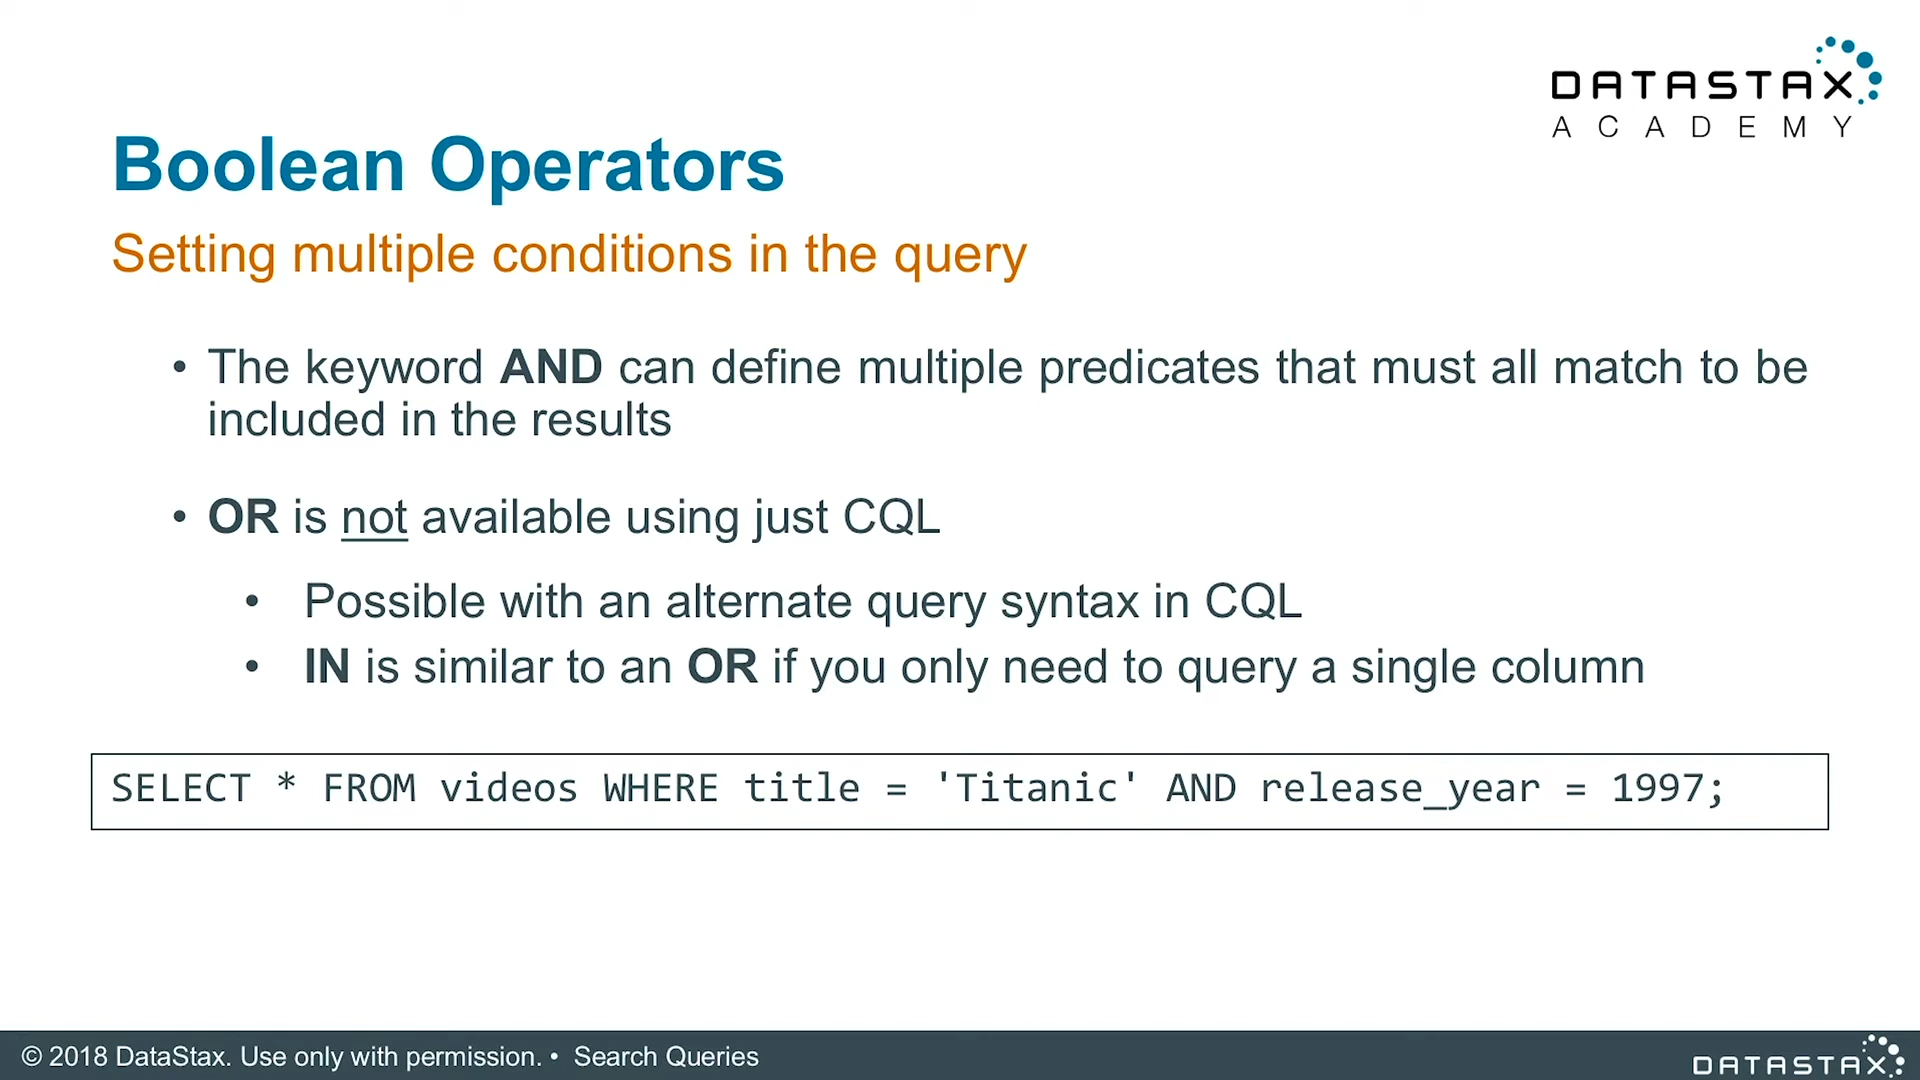 DATASTAX
ACADEMY
Boolean Operators
Setting multiple conditions in the query
• The keyword AND can define multiple predicates that must all match to be
included in the results
• OR is not available using just CQL
• Possible with an alternate query syntax in CQL
• IN is similar to an OR if you only need to query a single column
SELECT * FROM videos WHERE title = 'Titanic' AND release_year = 1997;
© 2018 DataStax. Use only with permission. • Search Queries
DATASTAX